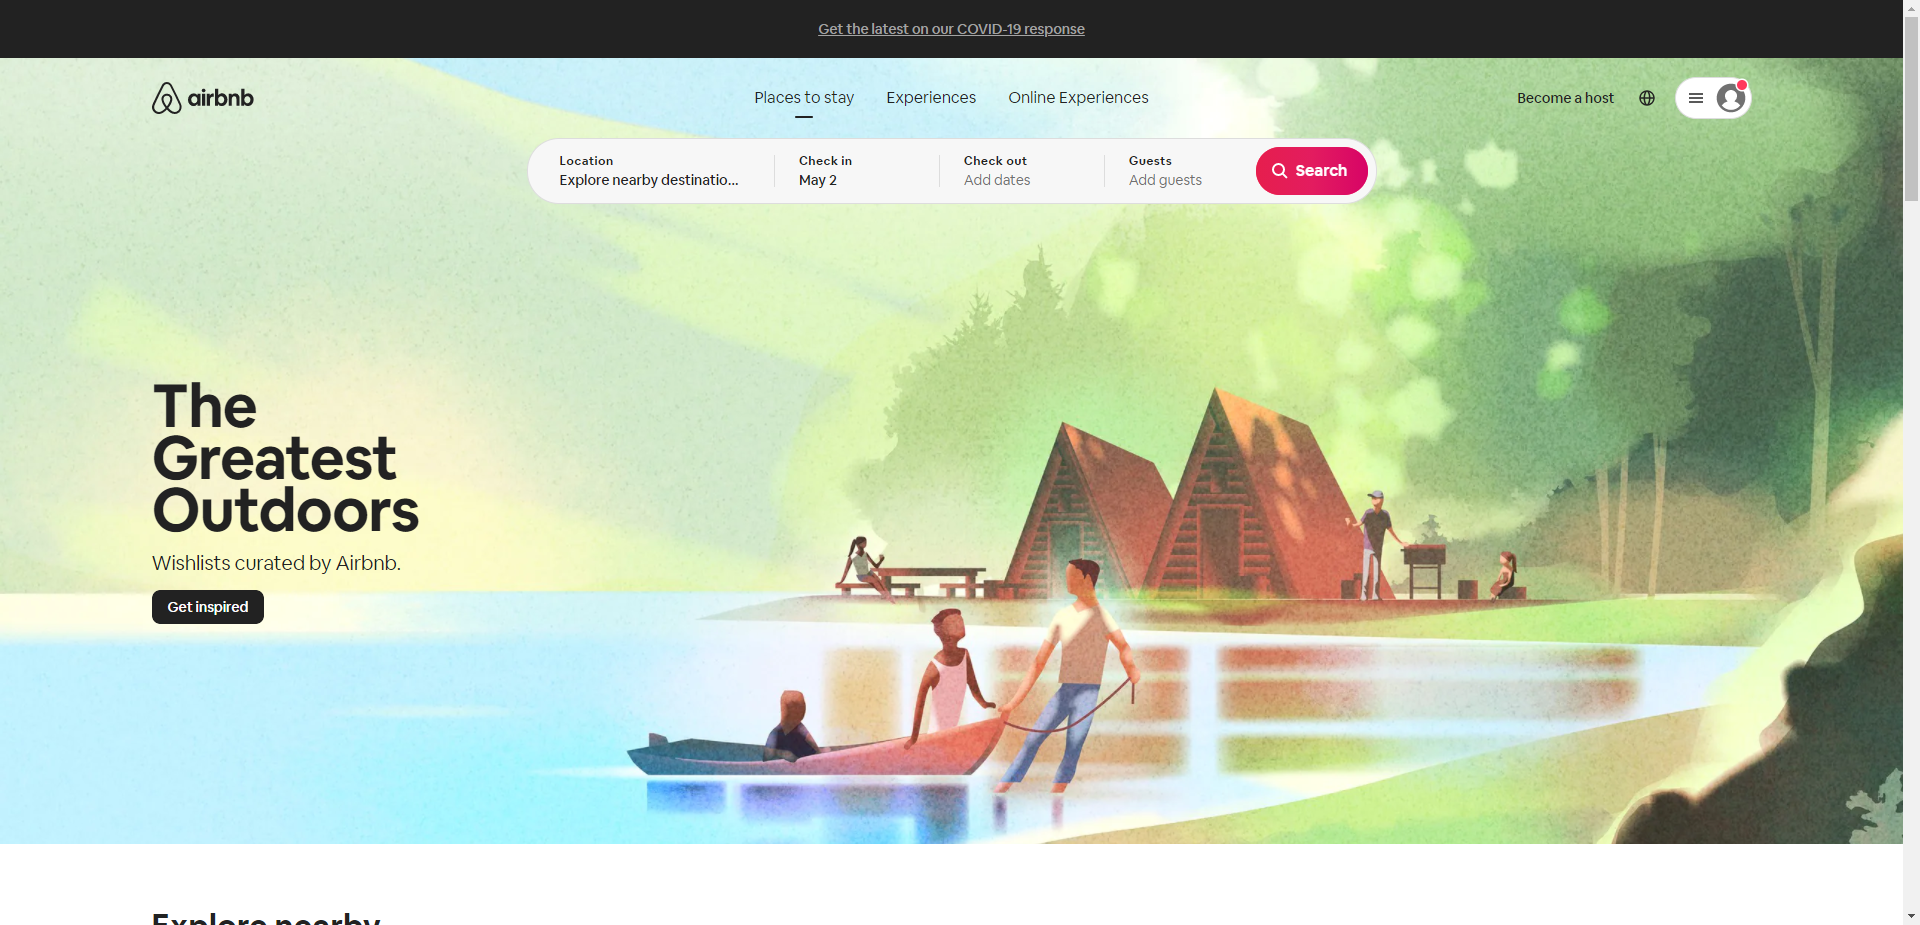 Get the latest on our COVID-19 response
airbnb
Places to stay
Experiences
Online Experiences
Become a host
Location
Explore nearby destinatio...
Check in
May 2
Check out
Add dates
Guests
Add guests
Search
The
Greatest
Outdoors
Wishlists curated by Airbnb.
Get inspired
Explore nearby